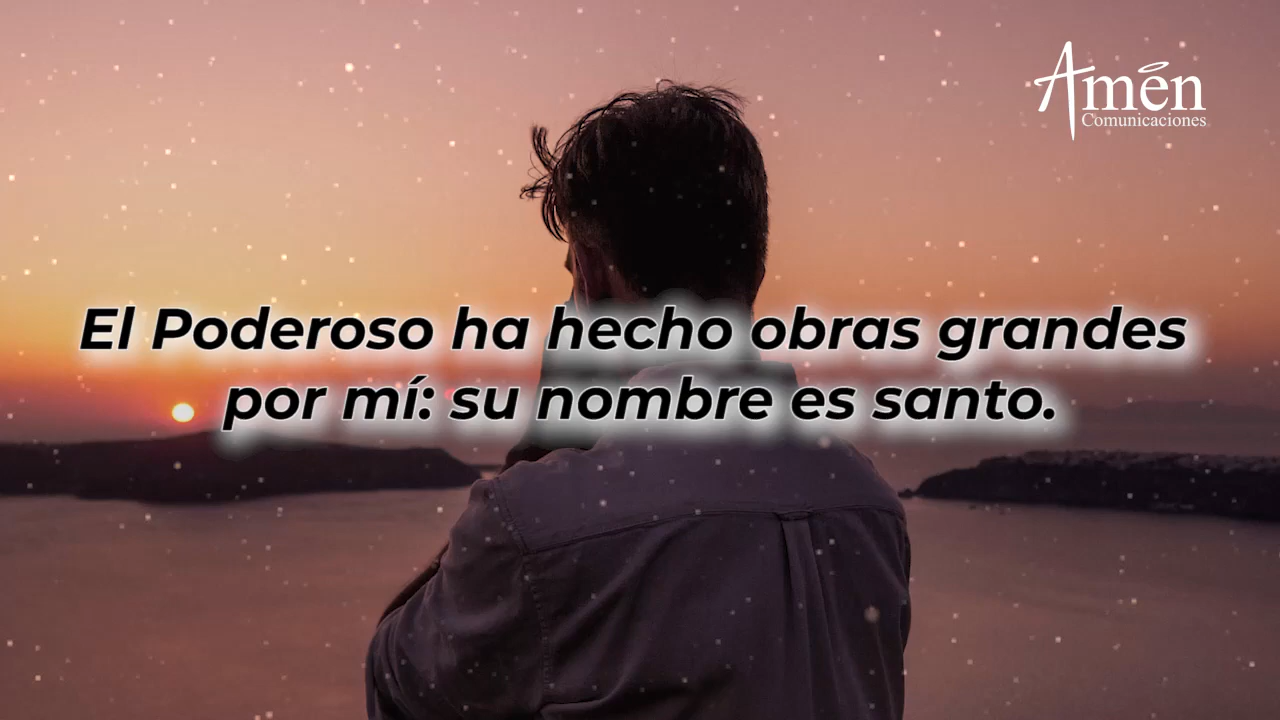 Amén
Comunicaciones
El Poderoso ha hecho obras grandes
por mí: su nombre es santo.